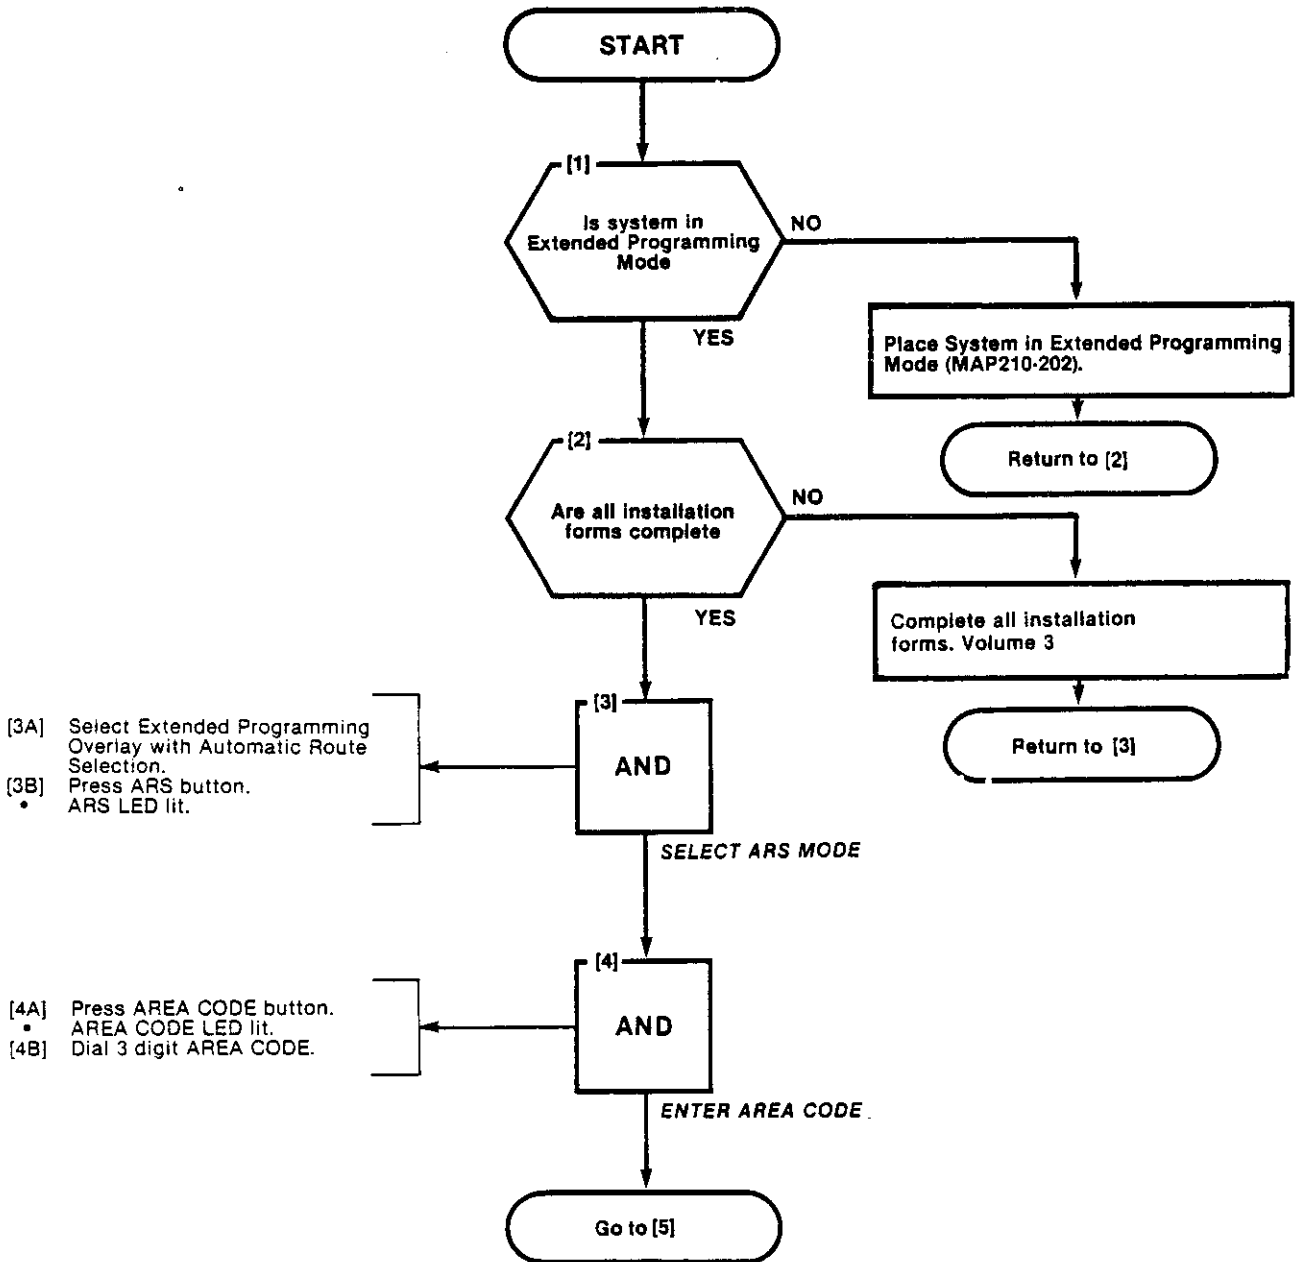 START
[1]
Is system in
Extended Programming
Mode
NO
YES
Place System in Extended Programming
Mode (MAP210-202).
Return to [2]
[2]
Are all installation
forms complete
NO
YES
Complete all installation
forms. Volume 3
Return to [3]
[3]
AND
[3A] Select Extended Programming
Overlay with Automatic Route
Selection.
[3B] Press ARS button.
• ARS LED lit.
SELECT ARS MODE
[4]
AND
[4A] Press AREA CODE button.
• AREA CODE LED lit.
[4B] Dial 3 digit AREA CODE.
ENTER AREA CODE
Go to [5]